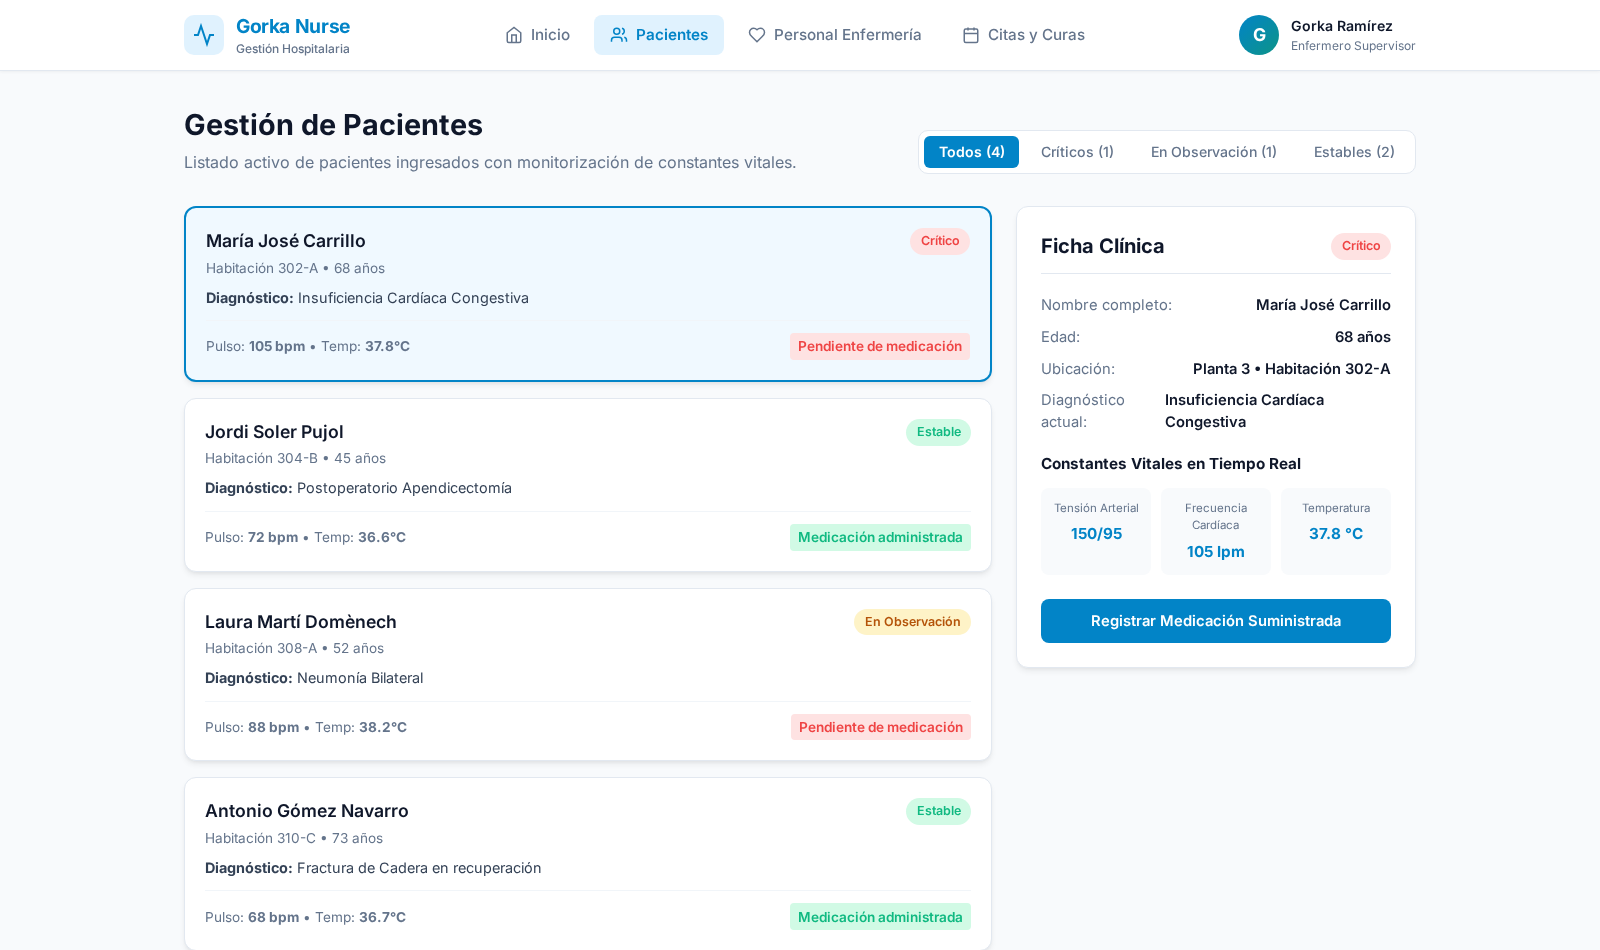 Gorka Nurse
Gestión Hospitalaria
Inicio
Pacientes
Personal Enfermería
Citas y Curas
G
Gorka Ramírez
Enfermero Supervisor
Gestión de Pacientes
Listado activo de pacientes ingresados con monitorización de constantes vitales.
Todos (4)
Críticos (1)
En Observación (1)
Estables (2)
María José Carrillo
Crítico
Habitación 302-A • 68 años
Diagnóstico: Insuficiencia Cardíaca Congestiva
Pulso: 105 bpm • Temp: 37.8°C
Pendiente de medicación
Jordi Soler Pujol
Estable
Habitación 304-B • 45 años
Diagnóstico: Postoperatorio Apendicectomía
Pulso: 72 bpm • Temp: 36.6°C
Medicación administrada
Laura Martí Domènech
En Observación
Habitación 308-A • 52 años
Diagnóstico: Neumonía Bilateral
Pulso: 88 bpm • Temp: 38.2°C
Pendiente de medicación
Antonio Gómez Navarro
Estable
Habitación 310-C • 73 años
Diagnóstico: Fractura de Cadera en recuperación
Pulso: 68 bpm • Temp: 36.7°C
Medicación administrada
Ficha Clínica
Crítico
Nombre completo: María José Carrillo
Edad: 68 años
Ubicación: Planta 3 • Habitación 302-A
Diagnóstico actual:
Insuficiencia Cardíaca
Congestiva
Constantes Vitales en Tiempo Real
Tensión Arterial
150/95
Frecuencia
Cardíaca
105 lpm
Temperatura
37.8 °C
Registrar Medicación Suministrada